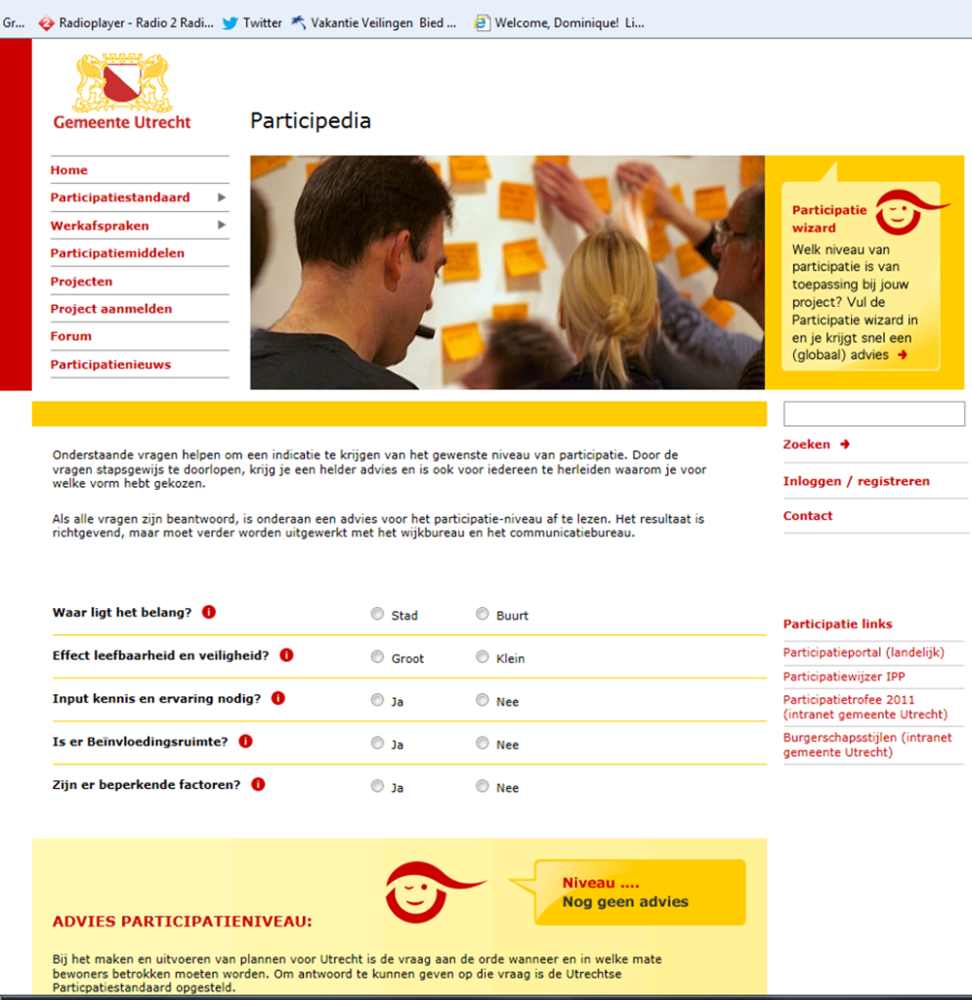 Gr...
Radioplayer - Radio 2 Radi...
Twitter
Vakantie Veilingen Bied ...
Welcome, Dominique! Li...
Gemeente Utrecht
Participedia
Home
Participatiestandaard
Werkafspraken
Participatiemiddelen
Projecten
Project aanmelden
Forum
Participatienieuws
Participatie
wizard
Welk niveau van
participatie is van
toepassing bij jouw
project? Vul de
Participatie wizard in
en je krijgt snel een
(globaal) advies
Zoeken
Inloggen / registreren
Contact
Onderstaande vragen helpen om een indicatie te krijgen van het gewenste niveau van participatie. Door de
vragen stapsgewijs te doorlopen, krijg je een helder advies en is ook voor iedereen te herleiden waarom je voor
welke vorm hebt gekozen.
Als alle vragen zijn beantwoord, is onderaan een advies voor het participatie-niveau af te lezen. Het resultaat is
richtgevend, maar moet verder worden uitgewerkt met het wijkbureau en het communicatiebureau.
Waar ligt het belang? i Stad Buurt
Effect leefbaarheid en veiligheid? i Groot Klein
Input kennis en ervaring nodig? i Ja Nee
Is er Beïnvloedingsruimte? i Ja Nee
Zijn er beperkende factoren? i Ja Nee
Participatie links
Participatieportal (landelijk)
Participatiewijzer IPP
Participatietrofee 2011
(intranet gemeente Utrecht)
Burgerschapsstijlen (intranet
gemeente Utrecht)
Niveau ....
Nog geen advies
ADVIES PARTICIPATIENIVEAU:
Bij het maken en uitvoeren van plannen voor Utrecht is de vraag aan de orde wanneer en in welke mate
bewoners betrokken moeten worden. Om antwoord te kunnen geven op die vraag is de Utrechtse
Particpatiestandaard opgesteld.